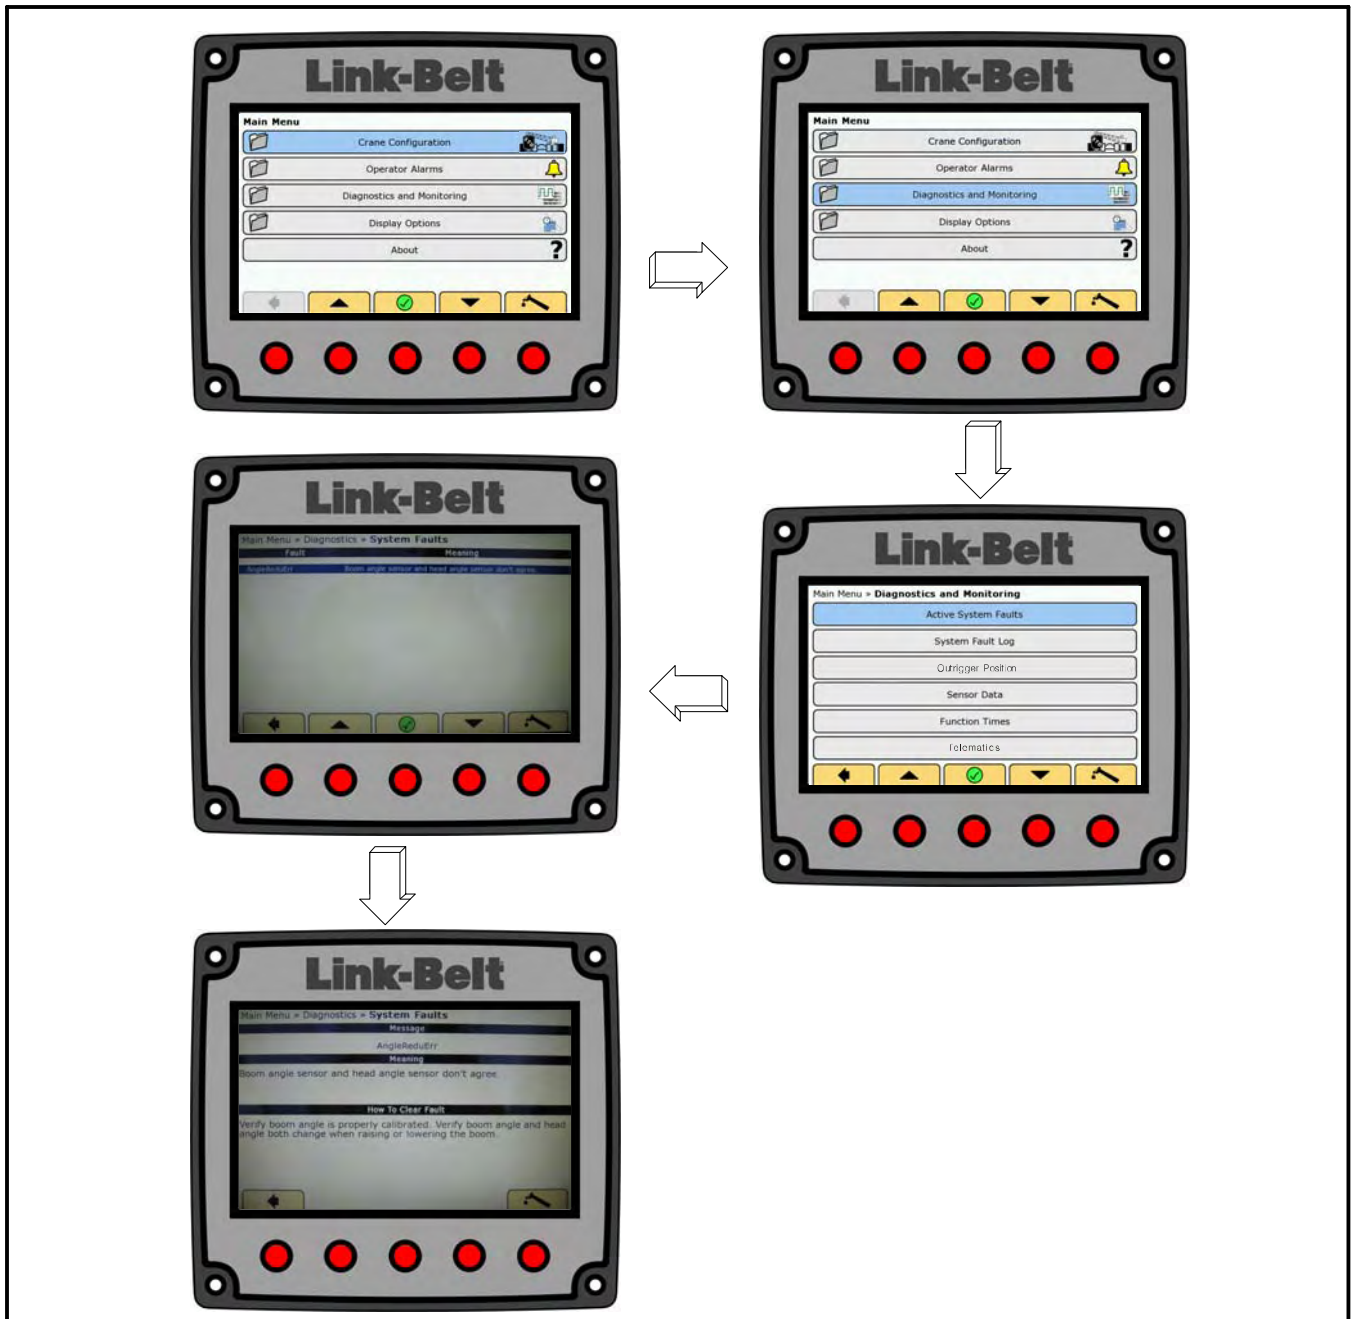 Link-Belt
Main Menu
Crane Configuration
Operator Alarms
Diagnostics and Monitoring
Display Options
About
?
Link-Belt
Main Menu
Crane Configuration
Operator Alarms
Diagnostics and Monitoring
Display Options
About
?
Link-Belt
Main Menu » Diagnostics and Monitoring
Active System Faults
System Fault Log
Outrigger Position
Sensor Data
Function Times
Telematics
Link-Belt
Main Menu » Diagnostics » System Faults
Fault Meaning
AngleReduErr Boom angle sensor and head angle sensor don't agree.
Link-Belt
Main Menu » Diagnostics » System Faults
Message
AngleReduErr
Meaning
Boom angle sensor and head angle sensor don't agree.
How To Clear Fault
Verify boom angle is properly calibrated. Verify boom angle and head
angle both change when raising or lowering the boom.